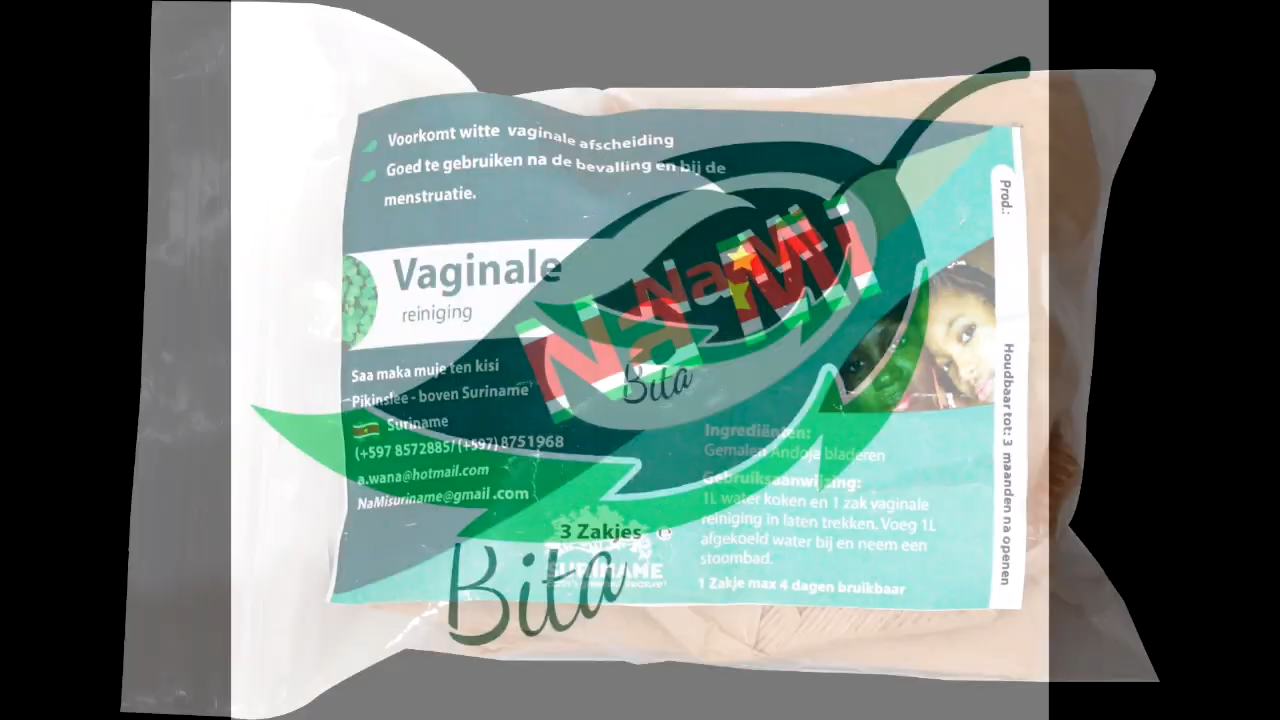 Voorkomt witte vaginale afscheiding
Goed te gebruiken na de bevalling en bij de
menstruatie.
Vaginale
reiniging
NaMi
NaMi
Bita
Saa maka muje ten kisi
Pikinslee - boven Suriname
Suriname
(+597 8572885/ (+597) 8751968
a.wana@hotmail.com
NaMisuriname@gmail.com
3 Zakjes
SURINAME
Bita
Ingrediënten:
Gemalen Andoja bladeren
Gebruiksaanwijzing:
1L water koken en 1 zak vaginale
reiniging in laten trekken. Voeg 1L
afgekoeld water bij en neem een
stoombad.
1 Zakje max 4 dagen bruikbaar
Prod.:
Houdbaar tot: 3 maanden na openen